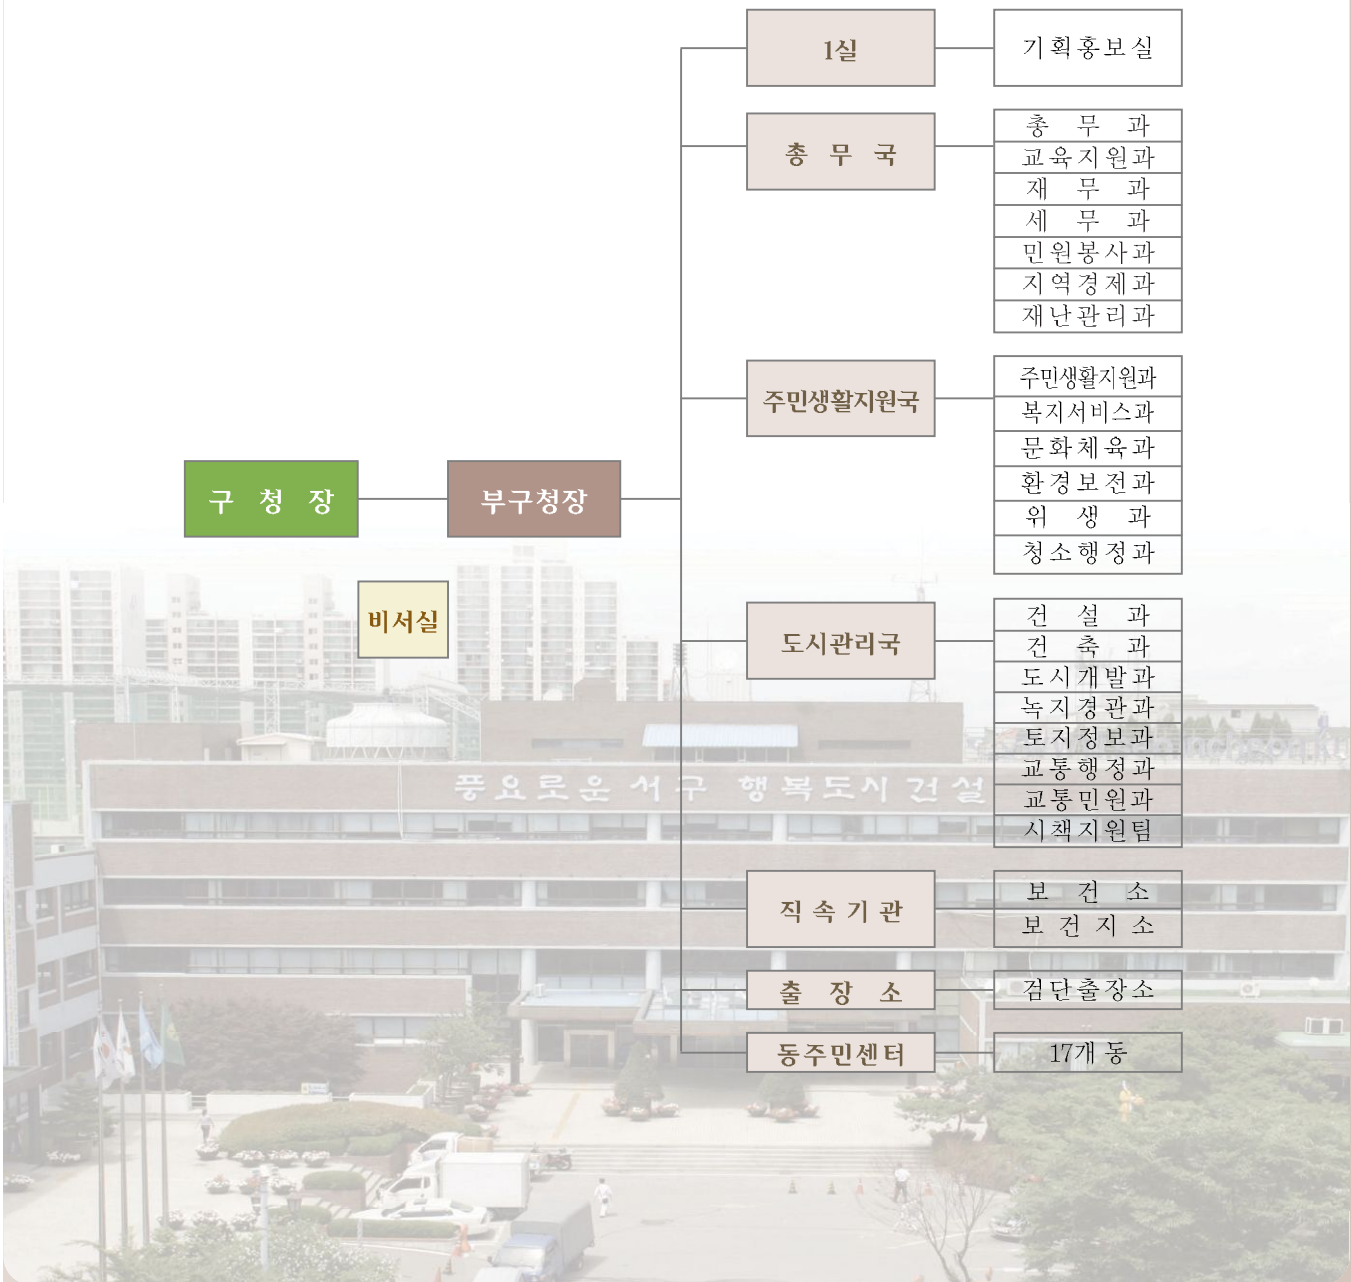 1실
기획홍보실
총 무 국
총 무 과
교육지원과
재 무 과
세 무 과
민원봉사과
지역경제과
재난관리과
주민생활지원국
주민생활지원과
복지서비스과
문화체육과
환경보전과
위 생 과
청소행정과
구 청 장
부구청장
비서실
도시관리국
건 설 과
건 축 과
도시개발과
녹지경관과
토지정보과
교통행정과
교통민원과
시책지원팀
풍요로운서구 행복도시건설
직속기관
보 건 소
보건지소
출 장 소
검단출장소
동주민센터
17개 동